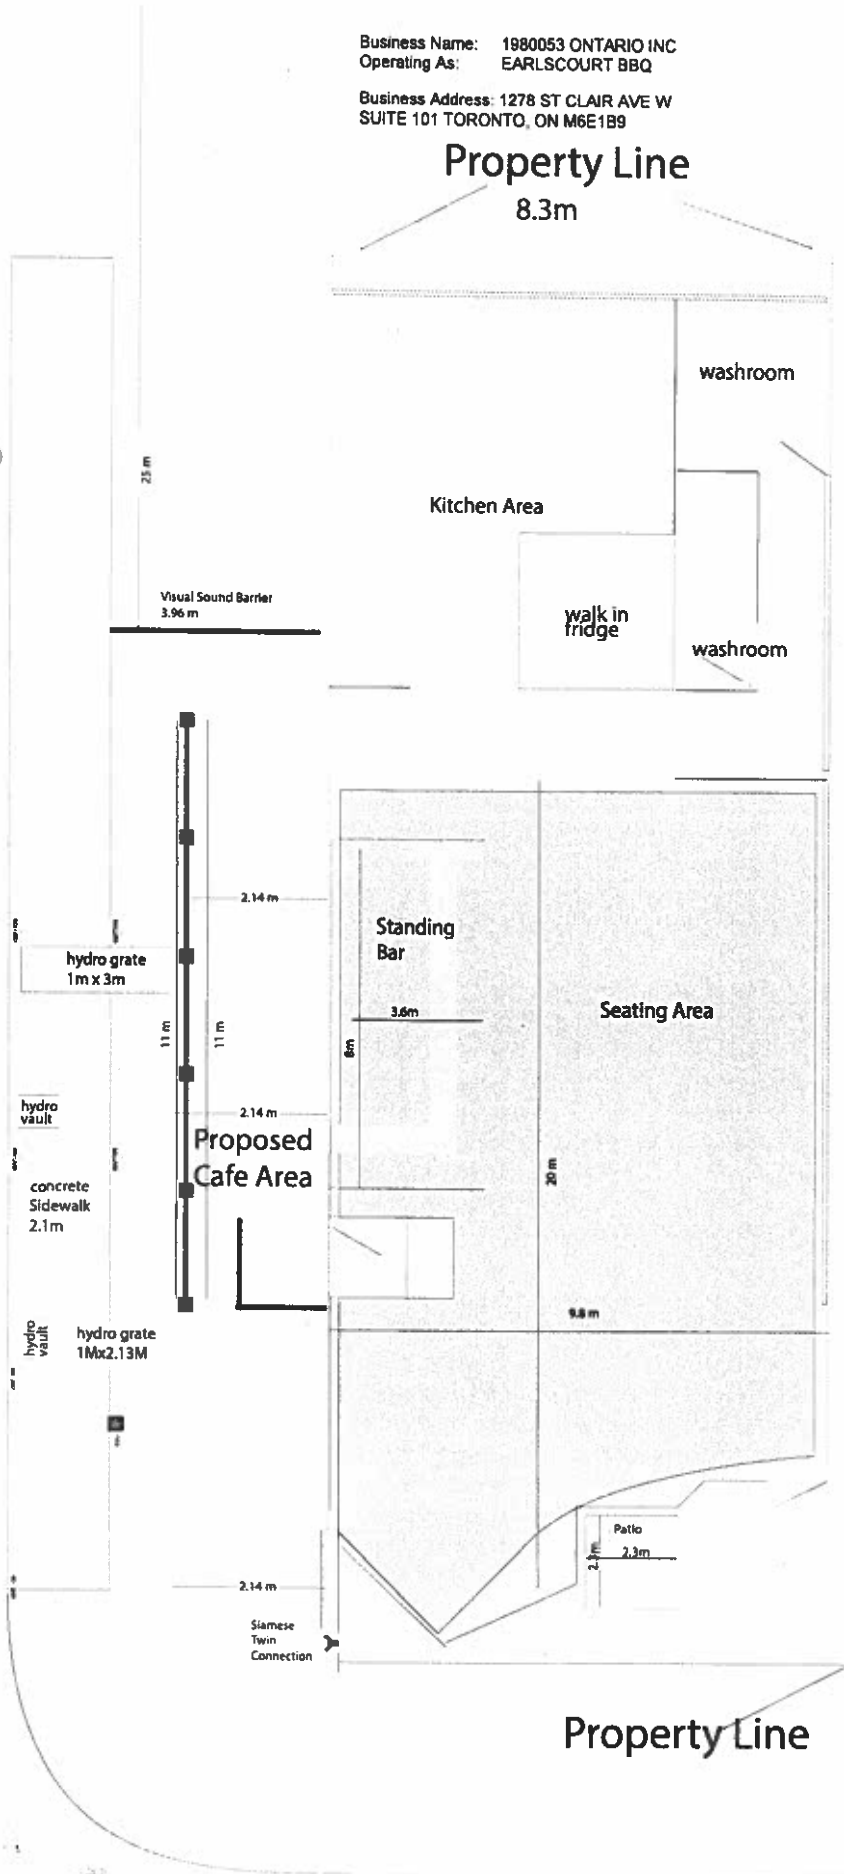 Business Name: 1980053 ONTARIO INC
Operating As: EARLSCOURT BBQ
Business Address: 1278 ST CLAIR AVE W
SUITE 101 TORONTO, ON M6E1B9
Property Line
8.3m
washroom
25 m
Kitchen Area
Visual Sound Barrier
3.96 m
walk in
fridge
washroom
2.14 m
Standing
Bar
hydro grate
1m x 3m
3.6m
Seating Area
11 m
11 m
8m
hydro
vault
2.14 m
Proposed
Cafe Area
20 m
concrete
Sidewalk
2.1m
9.8 m
hydro
vault
hydro grate
1Mx2.13M
Patio
2.3m
2.3m
2.14 m
Siamese
Twin
Connection
Property Line